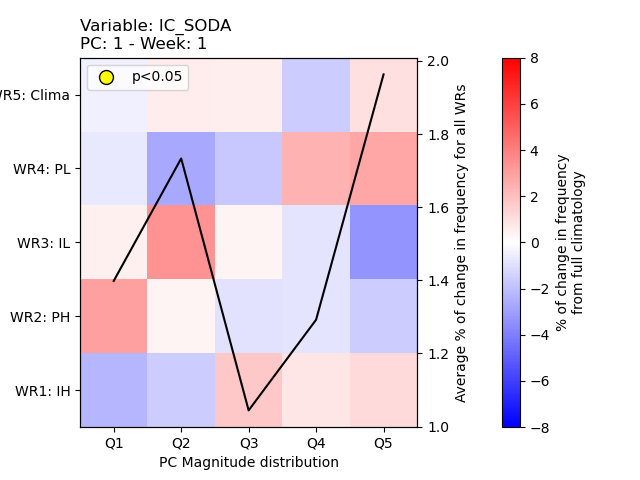 Variable: IC_SODA
PC: 1 - Week: 1
p<0.05
WR5: Clima
WR4: PL
WR3: IL
WR2: PH
WR1: IH
Q1 Q2 Q3 Q4 Q5
PC Magnitude distribution
2.0
1.8
1.6
1.4
1.2
1.0
Average % of change in frequency for all WRs
8
6
4
2
0
−2
−4
−6
−8
% of change in frequency
from full climatology